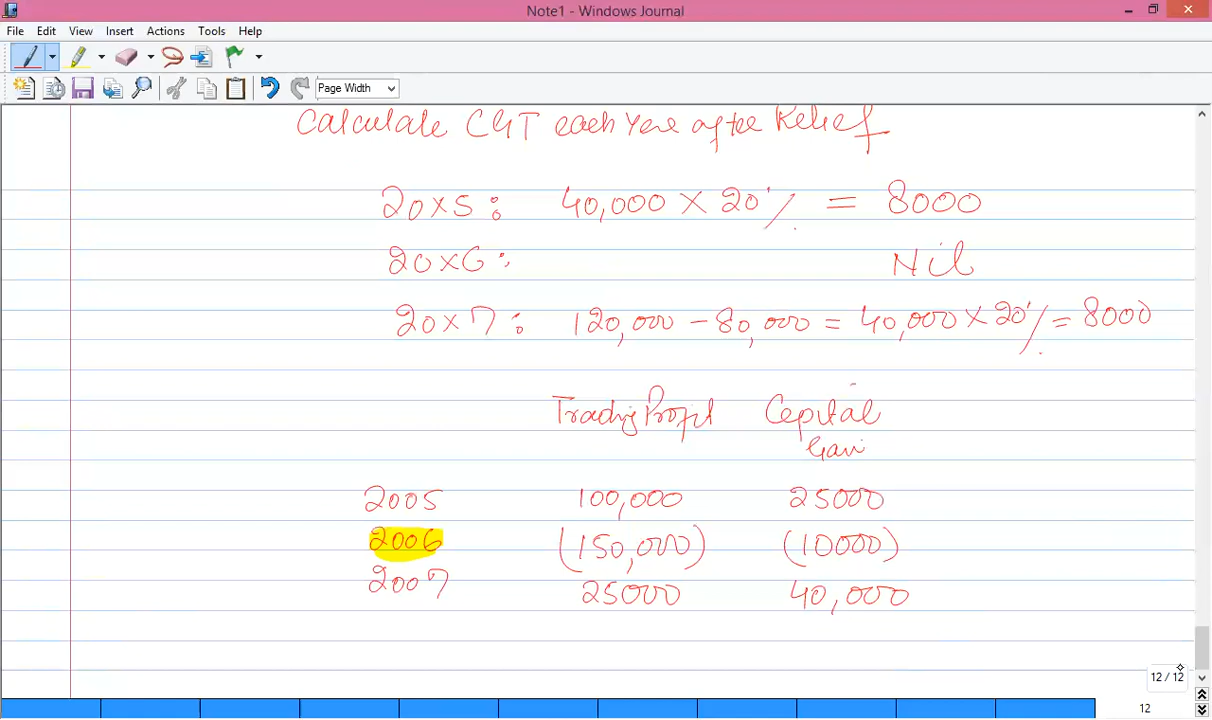 Note1 - Windows Journal
File Edit View Insert Actions Tools Help
Page Width
Calculate CGT each Year after Relief
20x5: 40,000 x 20% = 8000
20x6: Nil
20x7: 120,000 - 80,000 = 40,000 x 20% = 8000
Trading Profit Capital
Gain
2005 100,000 25000
2006 (150,000) (10000)
2007 25000 40,000
12 / 12
12